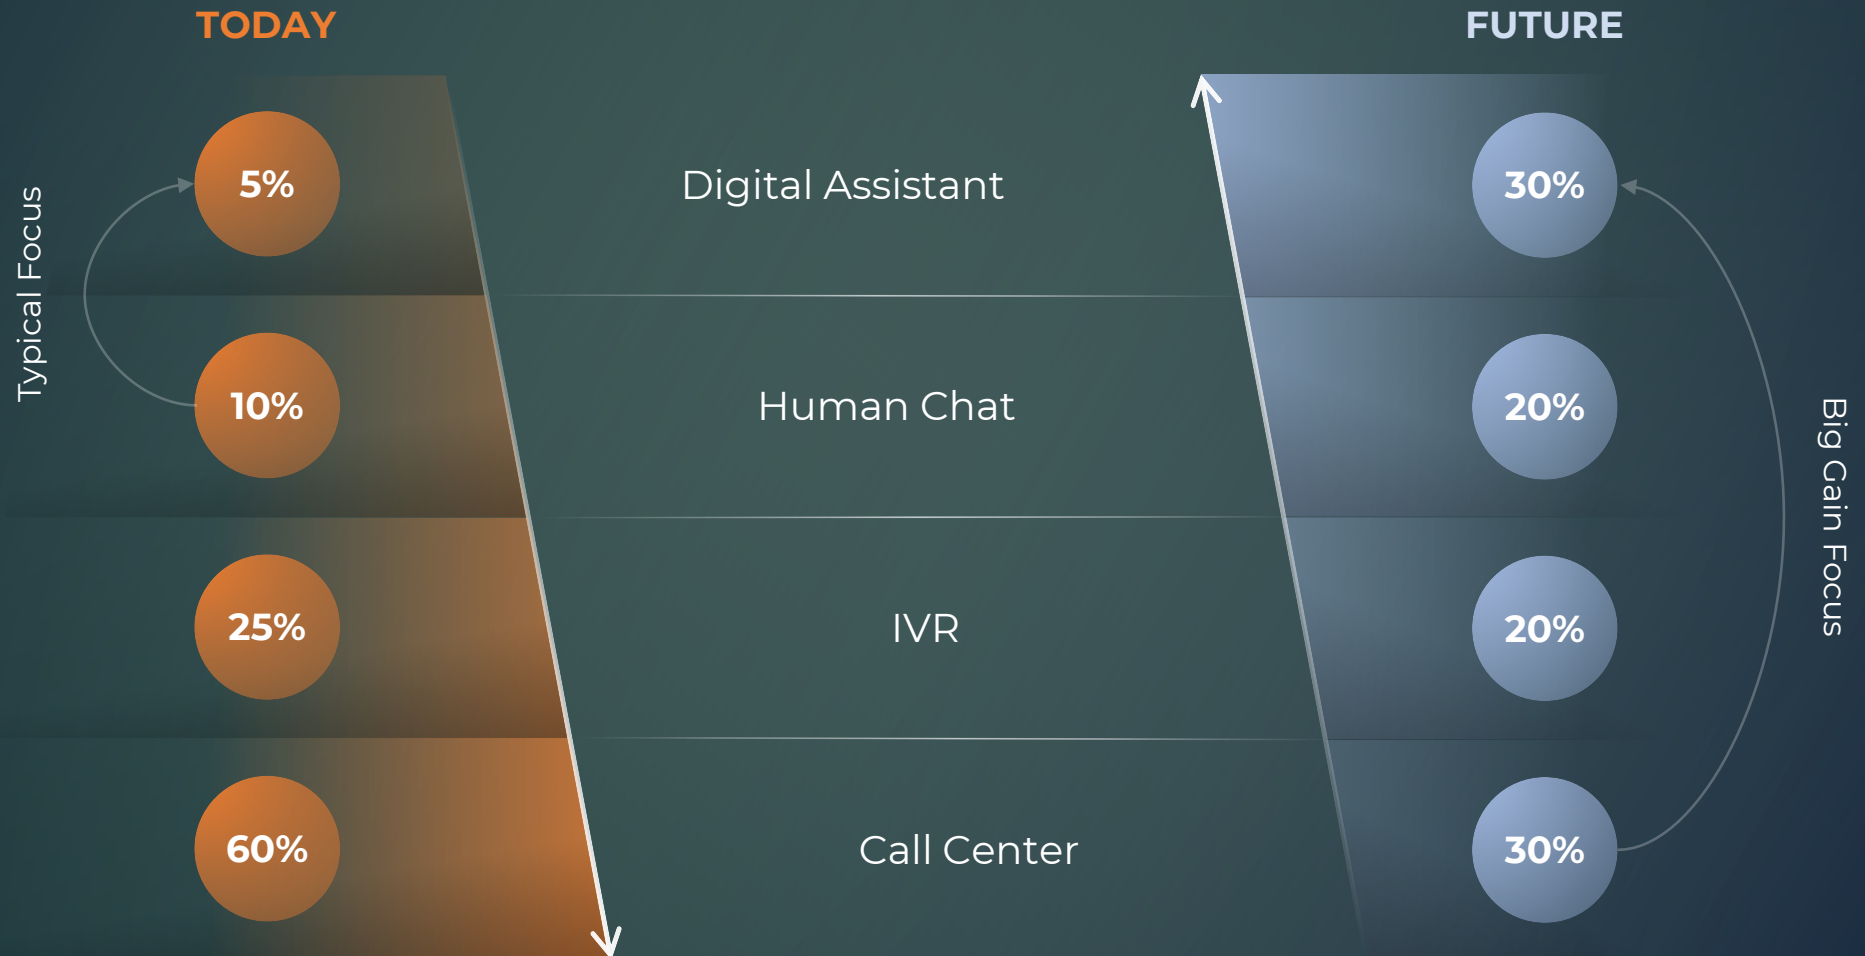 TODAY
FUTURE
Typical Focus
5%
Digital Assistant
30%
10%
Human Chat
20%
25%
IVR
20%
60%
Call Center
30%
Big Gain Focus